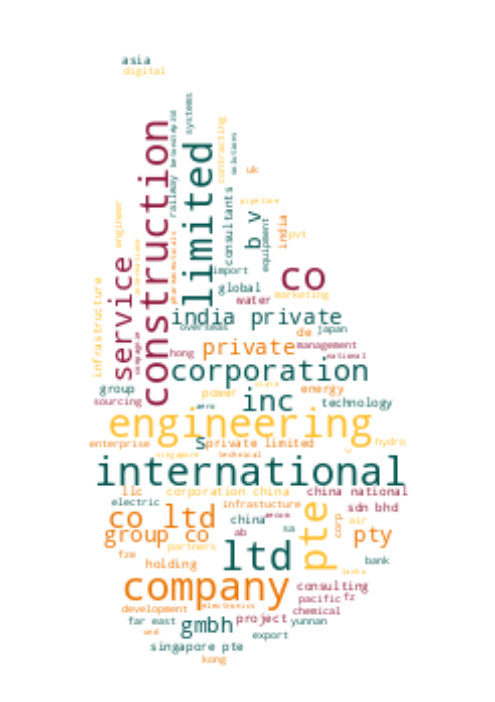 asia
digital
systems
construction
limited
contracting
railway
consultants
uk
pipeline
engineer
b v
india
pvt
equipment
service
import
co
infrastructure
global
water
marketing
india private
overseas
de
japan
private
management
hong
national
corporation
group
power
energy
sourcing
inc
technology
engineering
enterprise
s
private limited
hydro
singapore
technical
international
llc
corporation china
china national
electric
infrastucture
sdn bhd
co ltd
china
pte
corp
air
group co
ab
sa
pty
partners
ltd
fze
holding
bank
company
consulting
pacific
fz
development
electronics
chemical
far east
gmbh
project
yunnan
export
singapore pte
kong